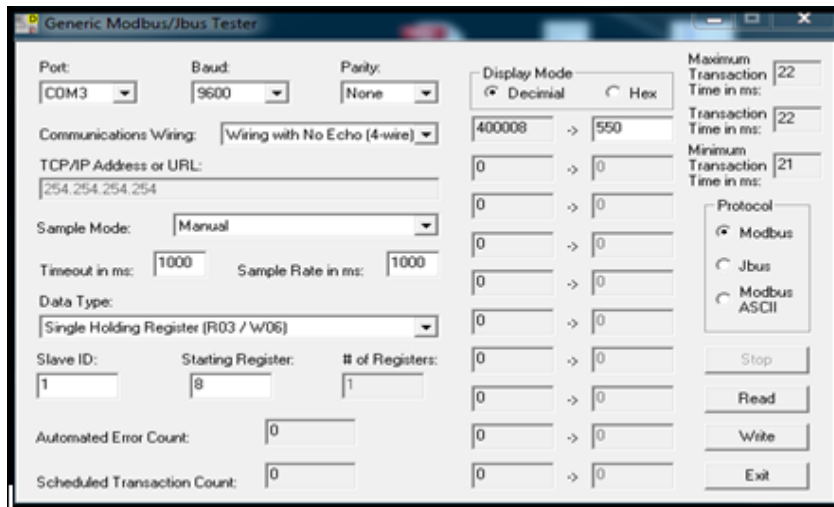 Generic Modbus/Jbus Tester
Port:
COM3
Baud:
9600
Parity:
None
Communications Wiring:
Wiring with No Echo (4-wire)
TCP/IP Address or URL:
254.254.254.254
Sample Mode:
Manual
Timeout in ms:
1000
Sample Rate in ms:
1000
Data Type:
Single Holding Register (R03 / W06)
Slave ID:
1
Starting Register:
8
# of Registers:
1
Automated Error Count:
0
Scheduled Transaction Count:
0
Display Mode
Decimial
Hex
400008 -> 550
0 -> 0
0 -> 0
0 -> 0
0 -> 0
0 -> 0
0 -> 0
0 -> 0
0 -> 0
0 -> 0
Maximum
Transaction
Time in ms:
22
Transaction
Time in ms:
22
Minimum
Transaction
Time in ms:
21
Protocol
Modbus
Jbus
Modbus
ASCII
Stop
Read
Write
Exit